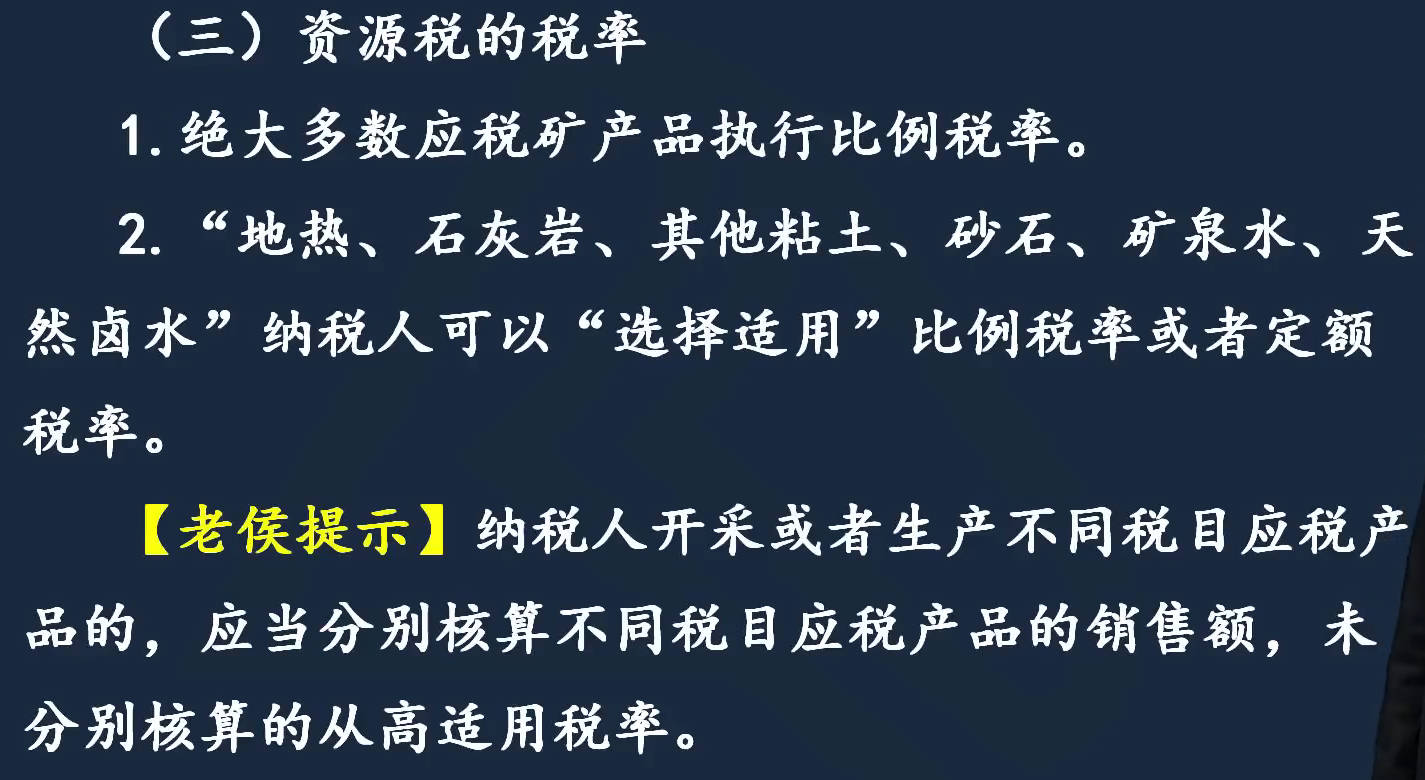 （三）资源税的税率
1.绝大多数应税矿产品执行比例税率。
2.“地热、石灰岩、其他粘土、砂石、矿泉水、天
然卤水”纳税人可以“选择适用”比例税率或者定额
税率。
【老侯提示】纳税人开采或者生产不同税目应税产
品的，应当分别核算不同税目应税产品的销售额，未
分别核算的从高适用税率。